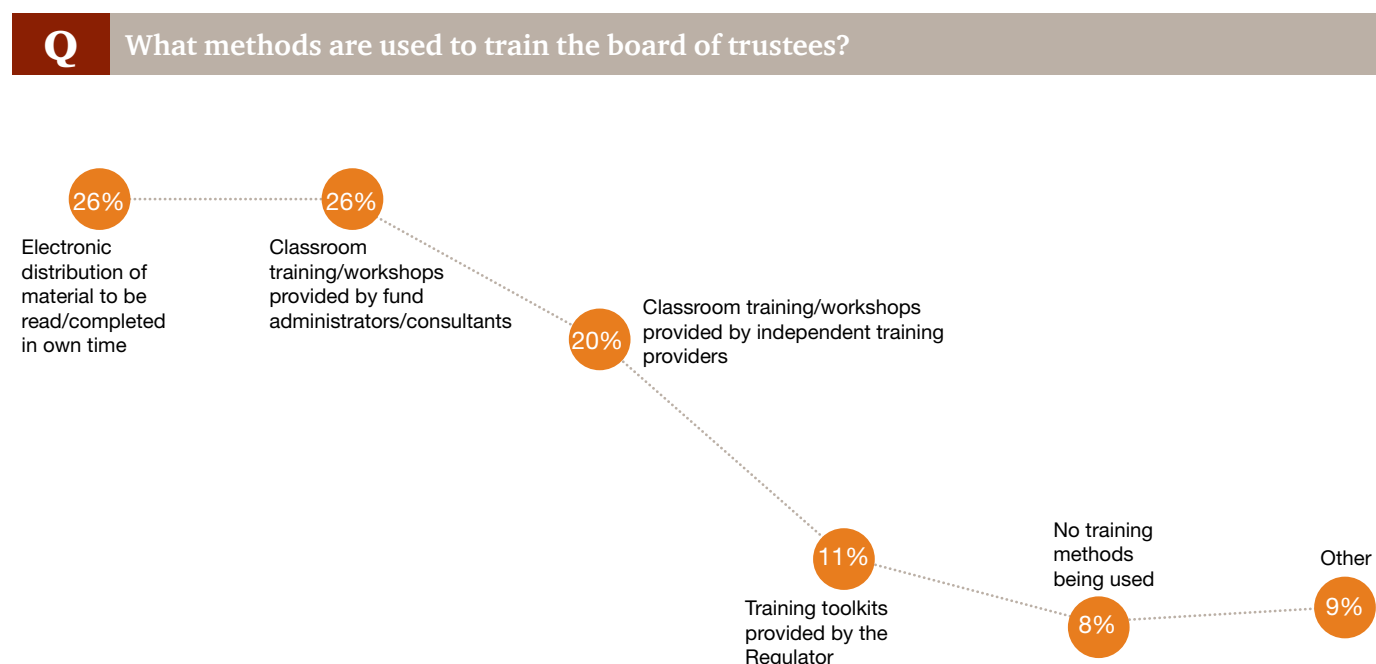 Q
What methods are used to train the board of trustees?
26%
Electronic
distribution of
material to be
read/completed
in own time
26%
Classroom
training/workshops
provided by fund
administrators/consultants
20%
Classroom training/workshops
provided by independent training
providers
11%
Training toolkits
provided by the
Regulator
No training
methods
being used
8%
Other
9%